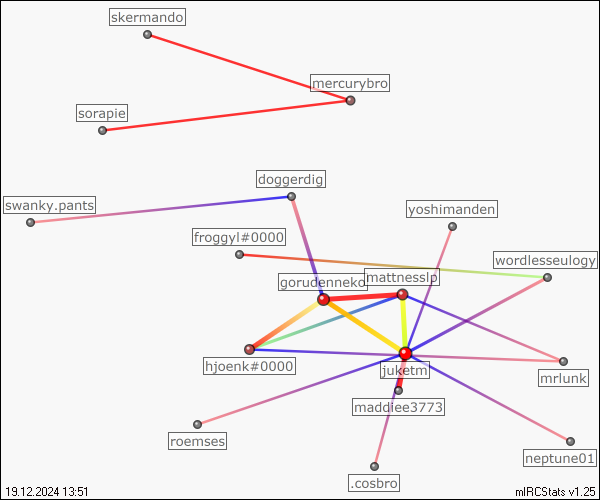 skermando
mercurybro
sorapie
doggerdig
swanky.pants
yoshimanden
froggyl#0000
wordlesseulogy
gorudenneko
mattnesslp
hjoenk#0000
juketm
mrlunk
maddiee3773
roemses
neptune01
.cosbro
19.12.2024 13:51
mIRCStats v1.25